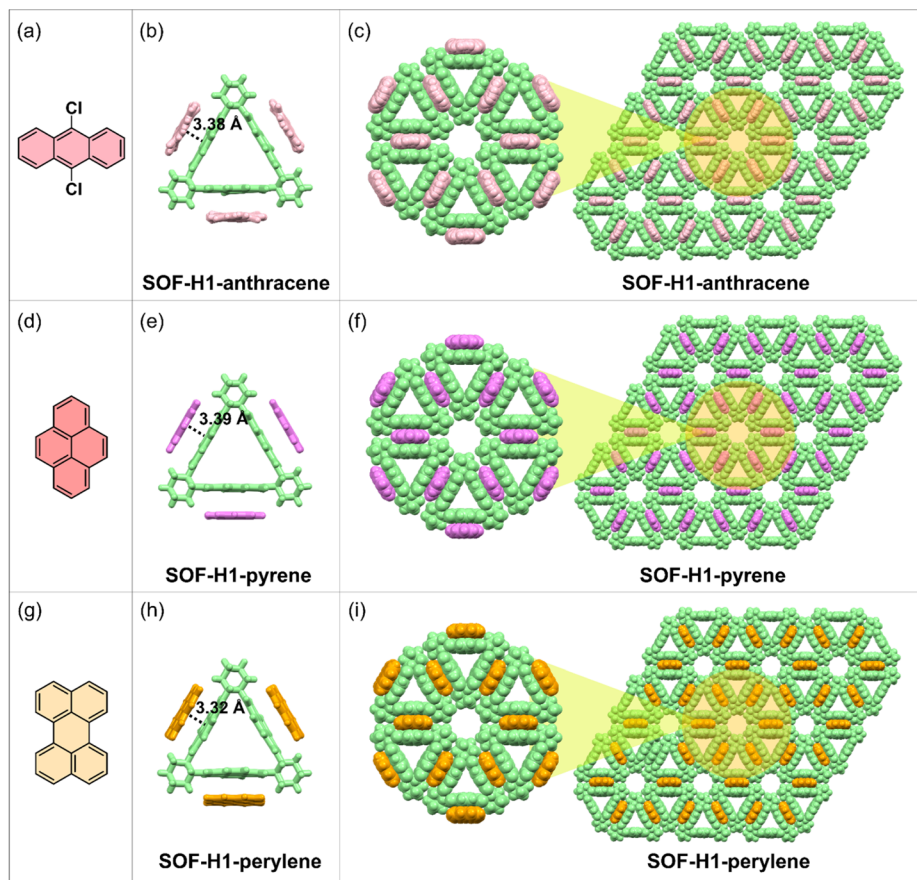 (a)
(b)
(c)
Cl
Cl
3.38 Å
SOF-H1-anthracene
SOF-H1-anthracene
(d)
(e)
(f)
3.39 Å
SOF-H1-pyrene
SOF-H1-pyrene
(g)
(h)
(i)
3.32 Å
SOF-H1-perylene
SOF-H1-perylene